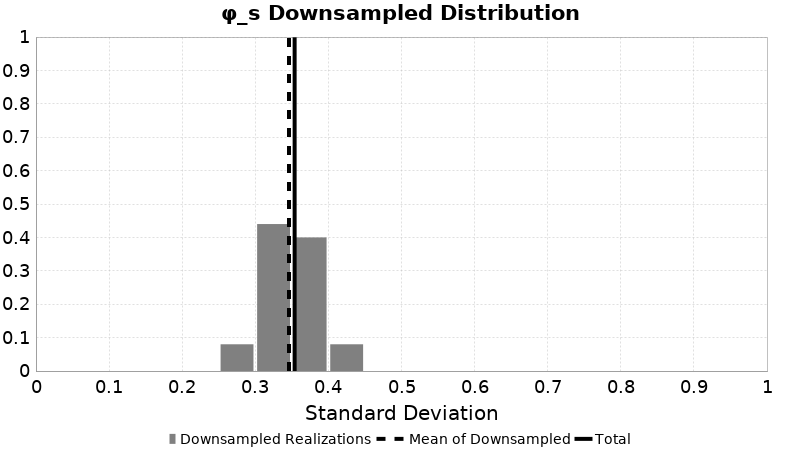 φ_s Downsampled Distribution
1
0.9
0.8
0.7
0.6
0.5
0.4
0.3
0.2
0.1
0
0 0.1 0.2 0.3 0.4 0.5 0.6 0.7 0.8 0.9 1
Standard Deviation
Downsampled Realizations Mean of Downsampled Total